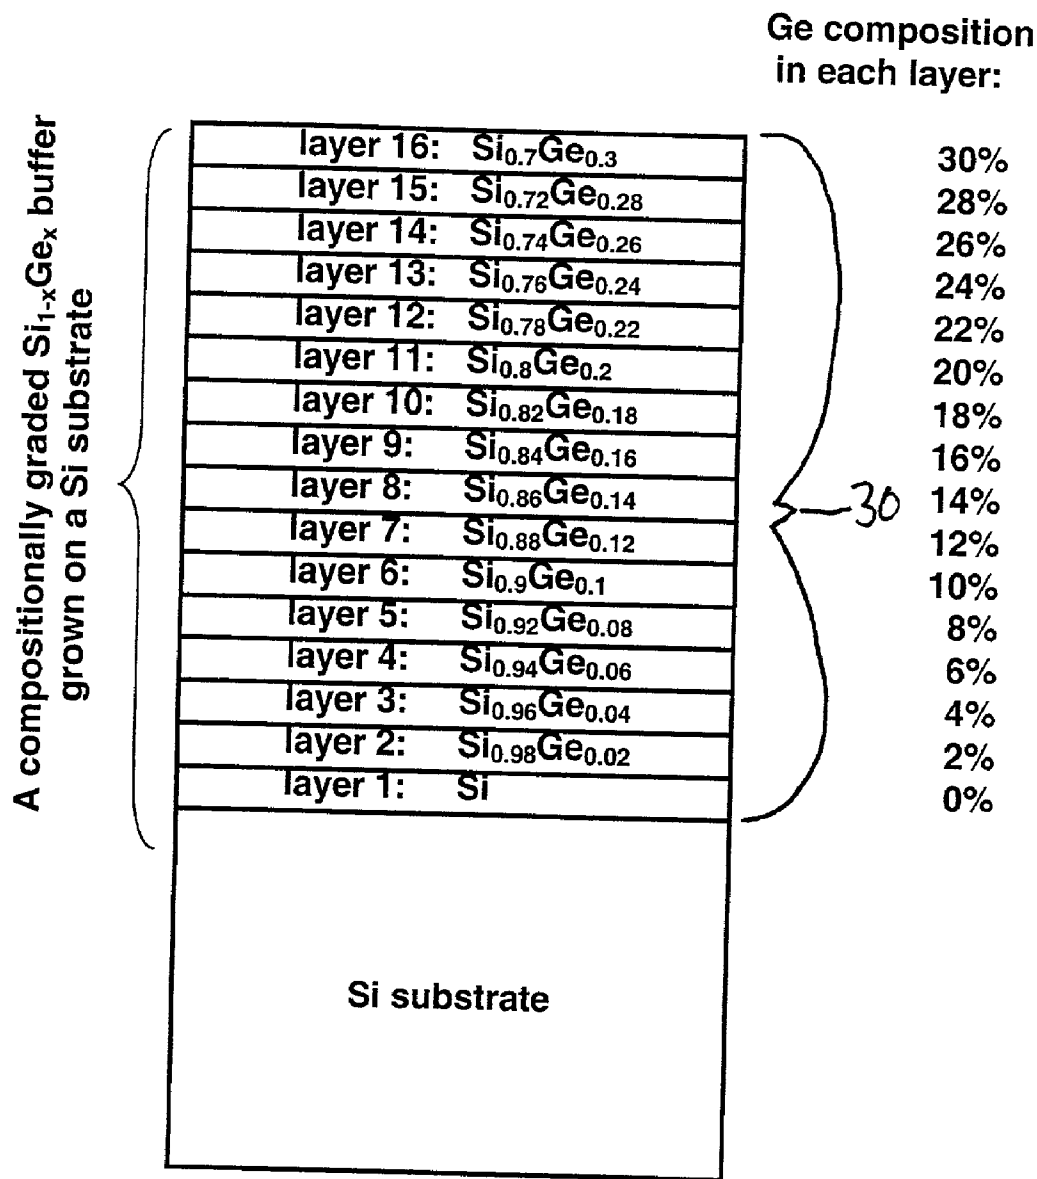 Ge composition
in each layer:
A compositionally graded Si₁₋ₓGeₓ buffer
grown on a Si substrate
layer 16: Si₀.₇Ge₀.₃ 30%
layer 15: Si₀.₇₂Ge₀.₂₈ 28%
layer 14: Si₀.₇₄Ge₀.₂₆ 26%
layer 13: Si₀.₇₆Ge₀.₂₄ 24%
layer 12: Si₀.₇₈Ge₀.₂₂ 22%
layer 11: Si₀.₈Ge₀.₂ 20%
layer 10: Si₀.₈₂Ge₀.₁₈ 18%
layer 9: Si₀.₈₄Ge₀.₁₆ 16%
layer 8: Si₀.₈₆Ge₀.₁₄ 30 14%
layer 7: Si₀.₈₈Ge₀.₁₂ 12%
layer 6: Si₀.₉Ge₀.₁ 10%
layer 5: Si₀.₉₂Ge₀.₀₈ 8%
layer 4: Si₀.₉₄Ge₀.₀₆ 6%
layer 3: Si₀.₉₆Ge₀.₀₄ 4%
layer 2: Si₀.₉₈Ge₀.₀₂ 2%
layer 1: Si 0%
Si substrate